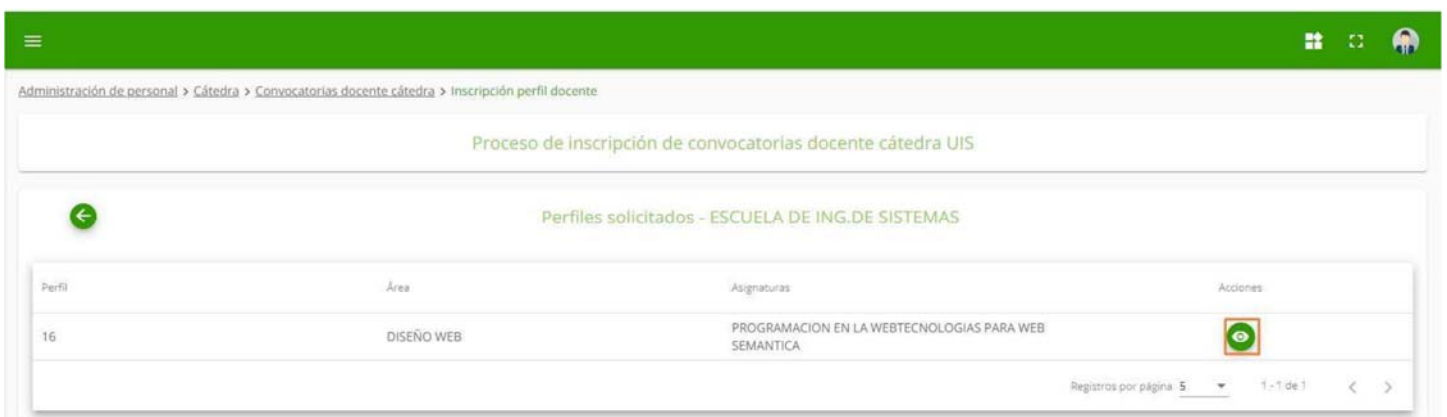 Administración de personal > Cátedra > Convocatorias docente cátedra > Inscripción perfil docente
Proceso de inscripción de convocatorias docente cátedra UIS
Perfiles solicitados - ESCUELA DE ING.DE SISTEMAS
Perfil Área Asignaturas Acciones
16 DISEÑO WEB PROGRAMACION EN LA WEBTECNOLOGIAS PARA WEB
SEMANTICA
Registros por página 5 1 - 1 de 1